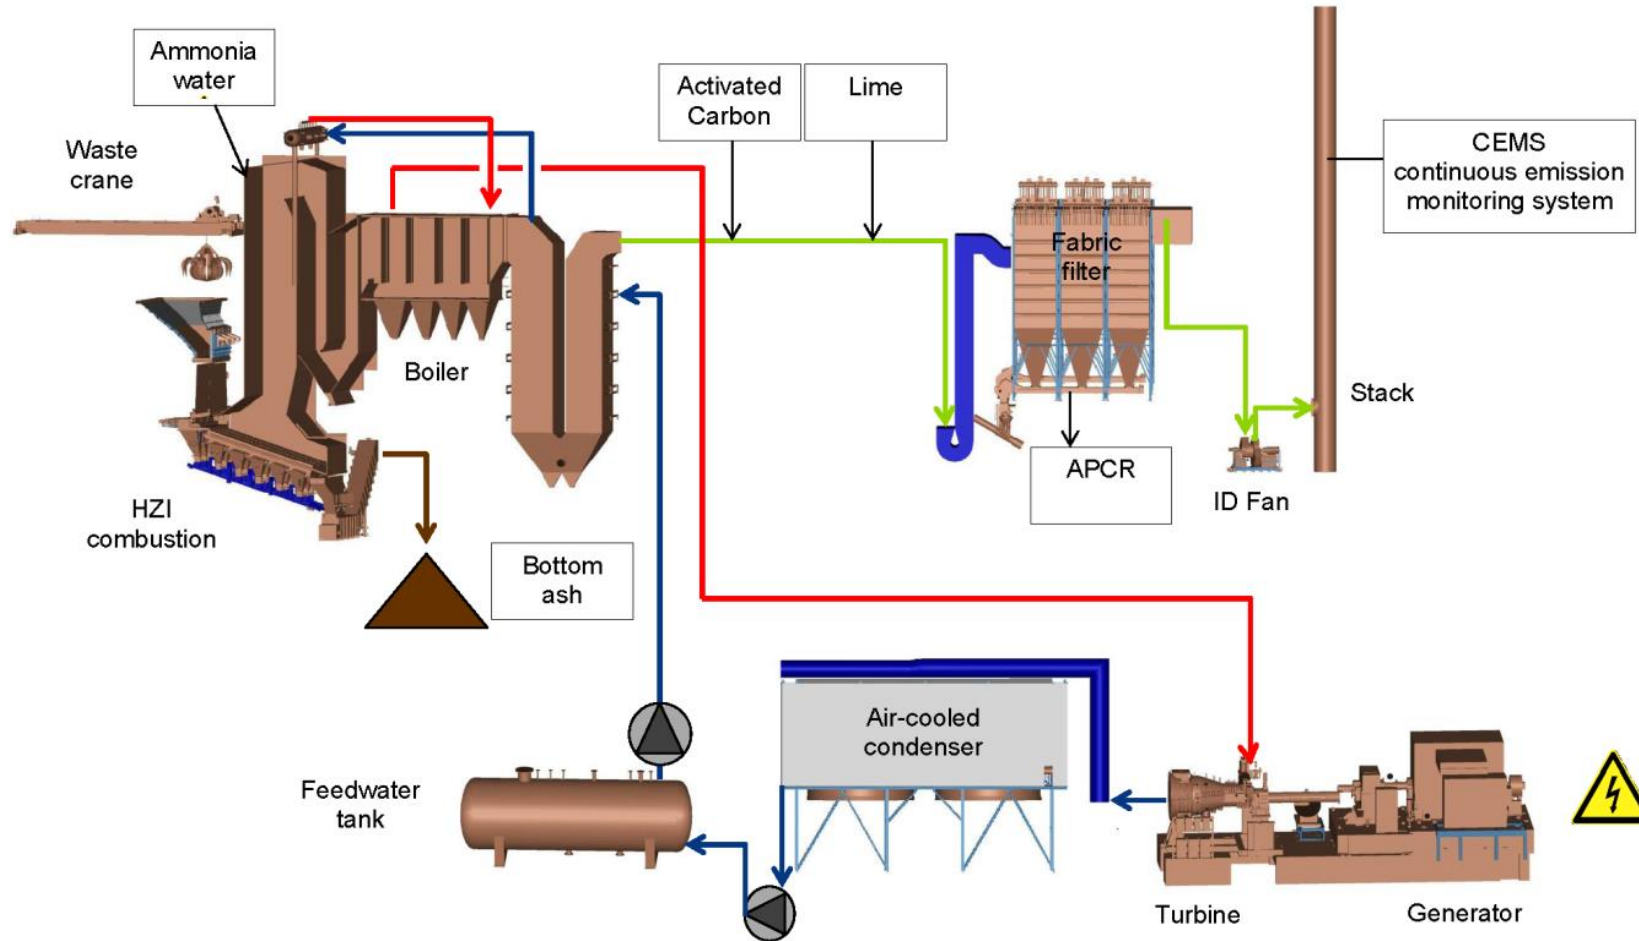 Ammonia
water
Activated
Carbon
Lime
CEMS
continuous emission
monitoring system
Waste
crane
Fabric
filter
Boiler
Stack
APCR
ID Fan
HZI
combustion
Bottom
ash
Air-cooled
condenser
Feedwater
tank
Turbine
Generator